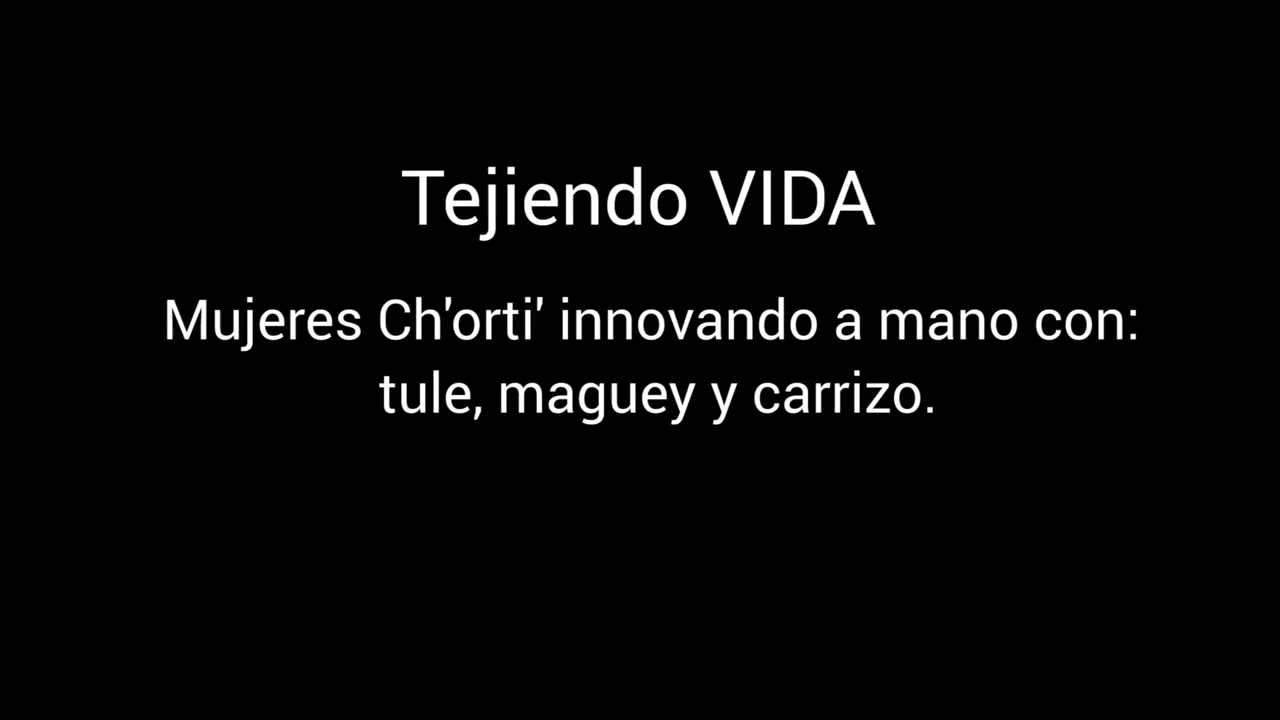 Tejiendo VIDA
Mujeres Ch'orti' innovando a mano con:
tule, maguey y carrizo.